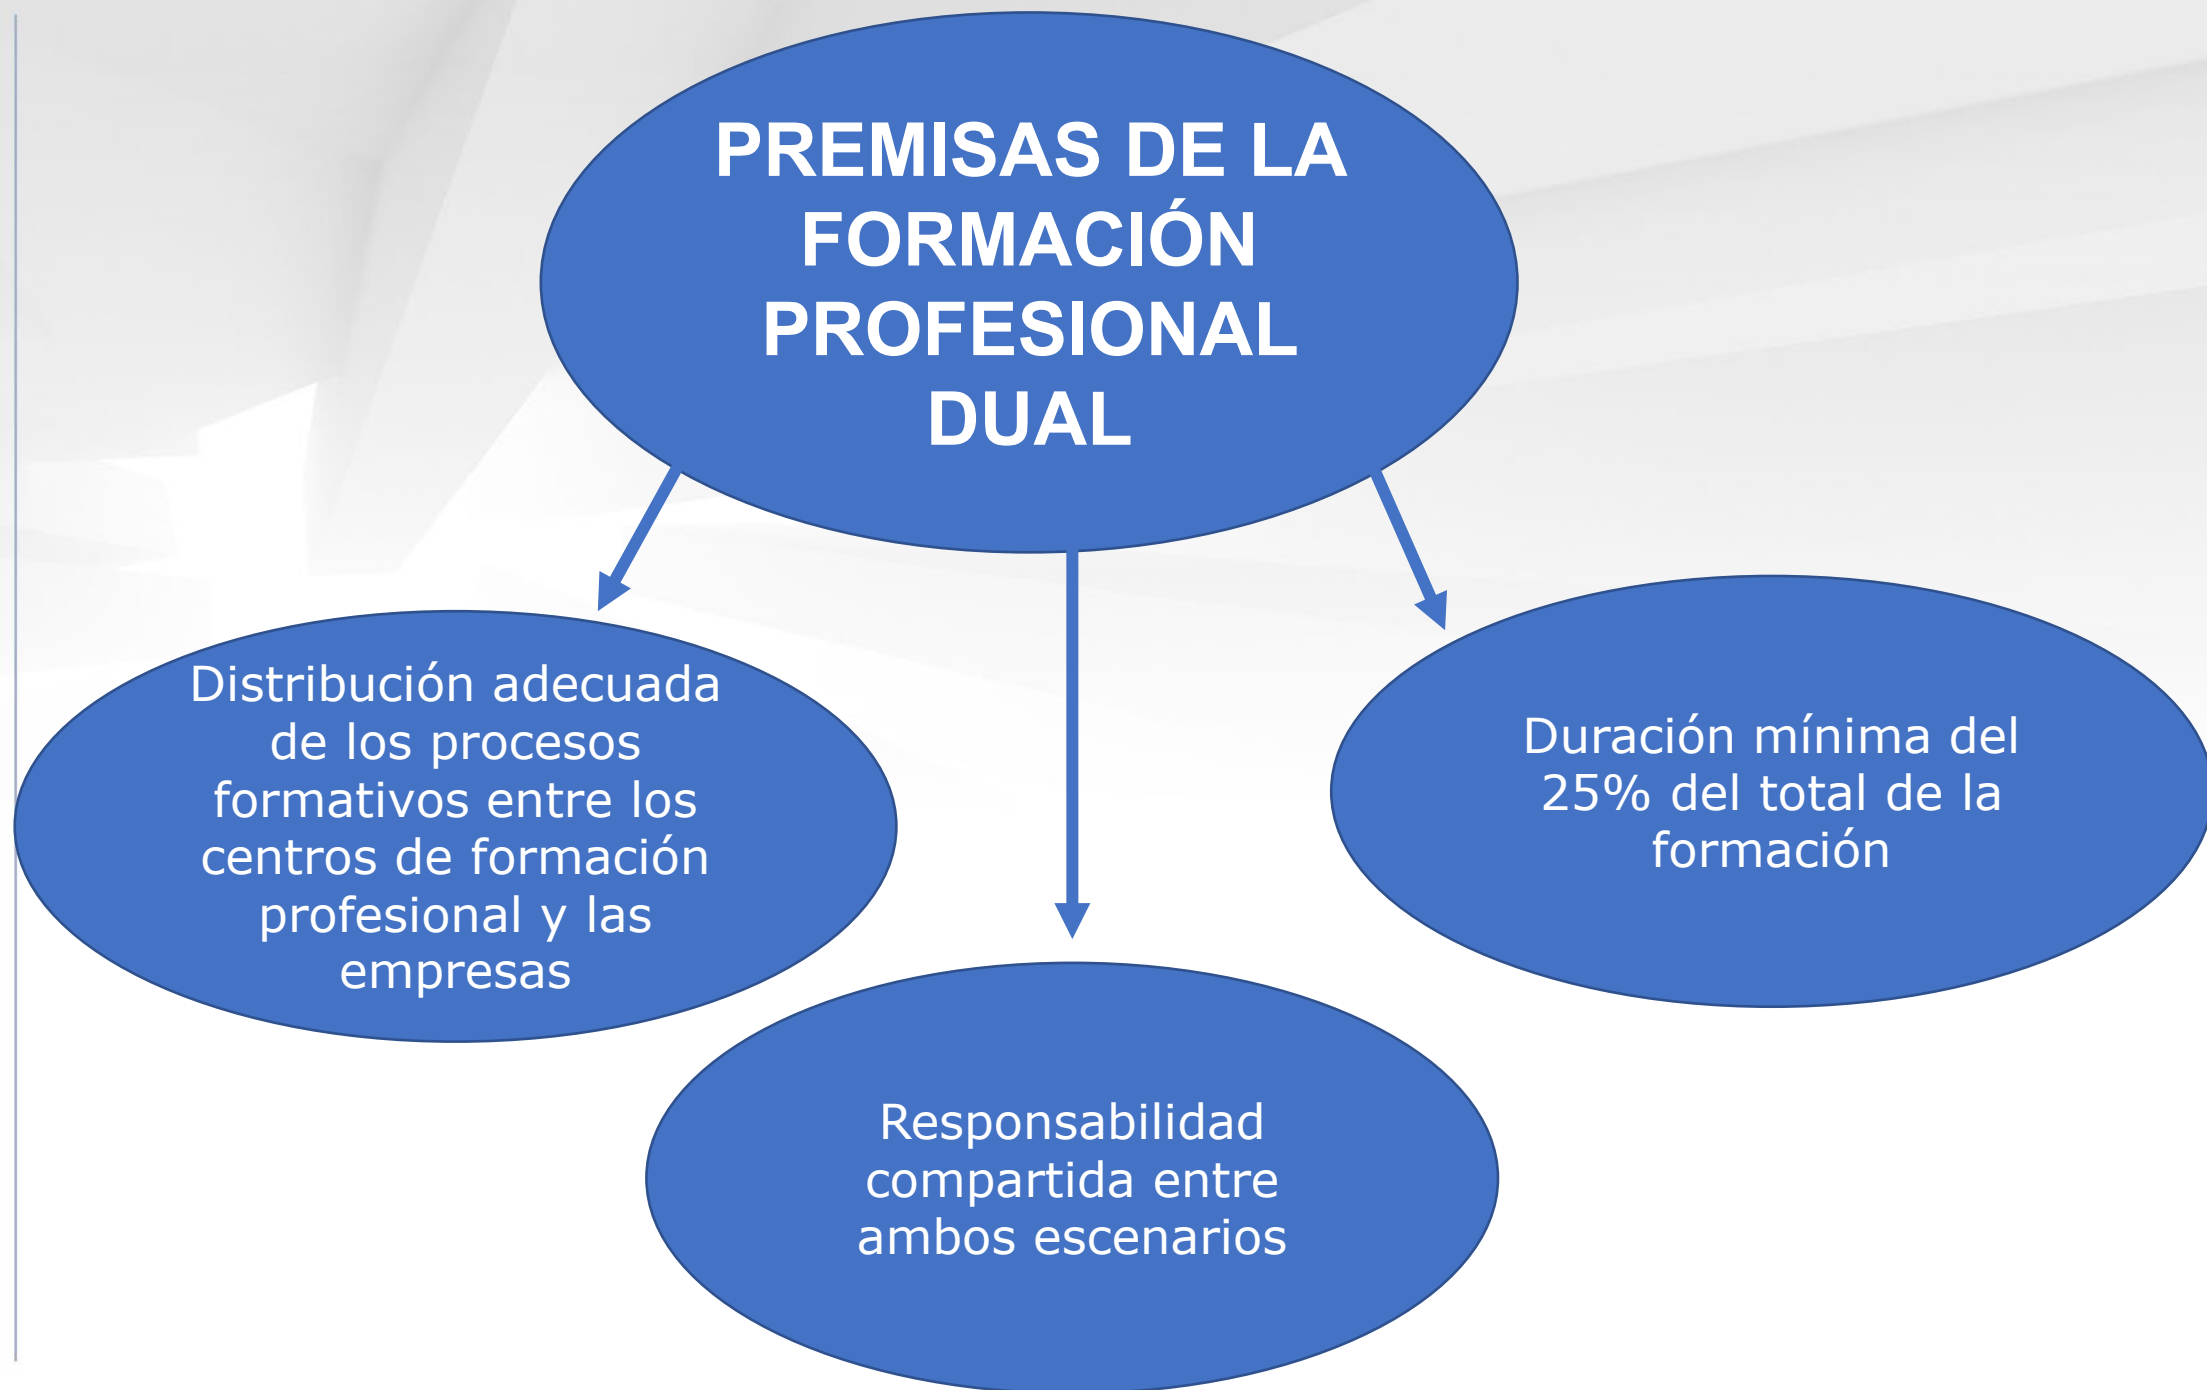 PREMISAS DE LA
FORMACIÓN
PROFESIONAL
DUAL
Distribución adecuada
de los procesos
formativos entre los
centros de formación
profesional y las
empresas
Responsabilidad
compartida entre
ambos escenarios
Duración mínima del
25% del total de la
formación